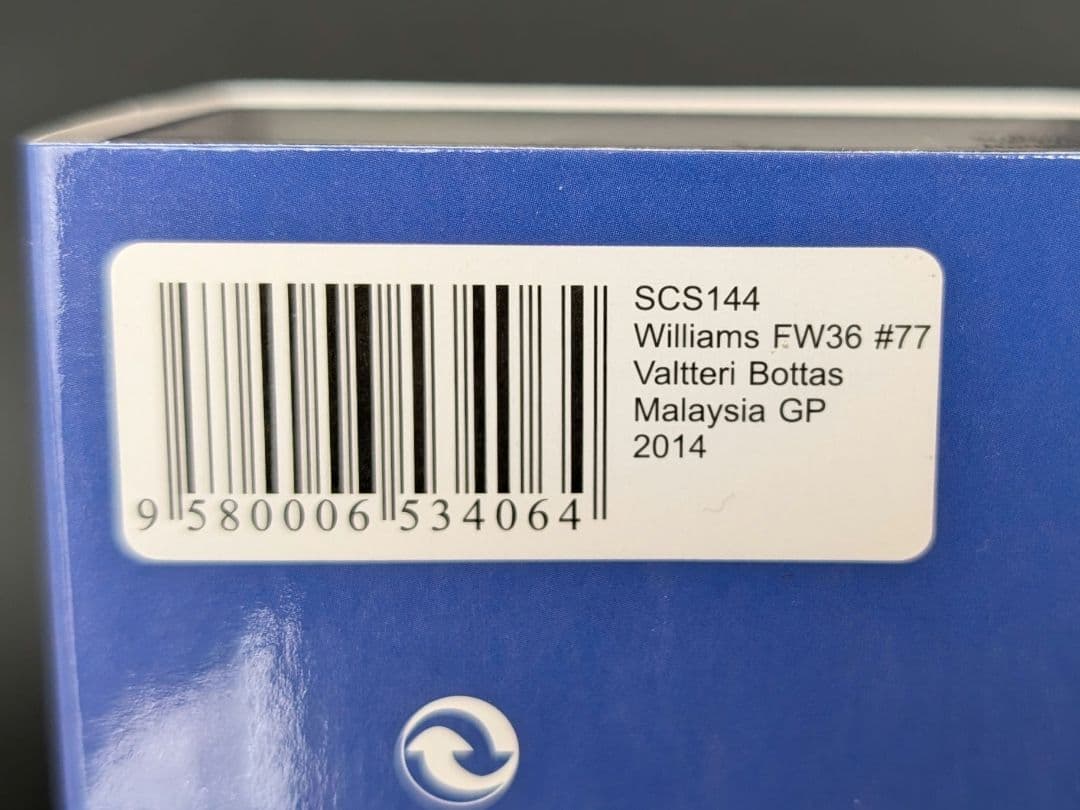 SCS144
Williams FW36 #77
Valtteri Bottas
Malaysia GP
2014
9 580006 534064